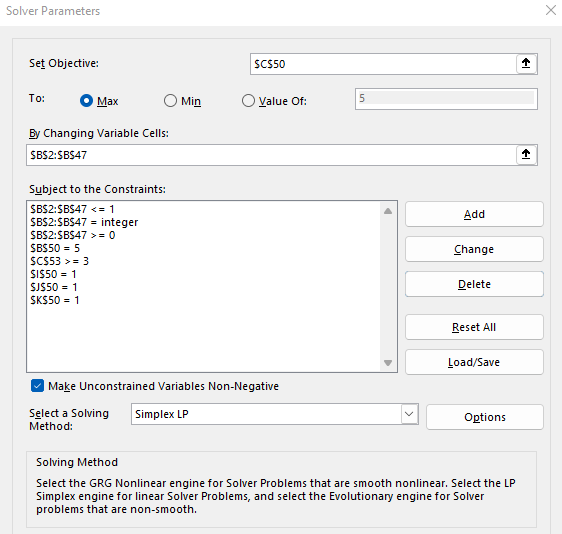 Solver Parameters
Set Objective:
$C$50
To:
Max
Min
Value Of:
5
By Changing Variable Cells:
$B$2:$B$47
Subject to the Constraints:
$B$2:$B$47 <= 1
$B$2:$B$47 = integer
$B$2:$B$47 >= 0
$B$50 = 5
$C$53 >= 3
$I$50 = 1
$J$50 = 1
$K$50 = 1
Add
Change
Delete
Reset All
Load/Save
Make Unconstrained Variables Non-Negative
Select a Solving
Method:
Simplex LP
Options
Solving Method
Select the GRG Nonlinear engine for Solver Problems that are smooth nonlinear. Select the LP
Simplex engine for linear Solver Problems, and select the Evolutionary engine for Solver
problems that are non-smooth.